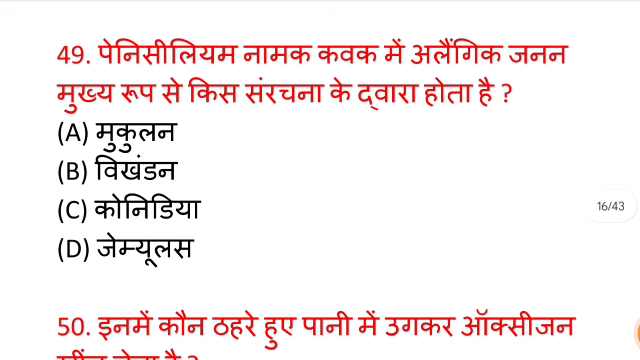 49. पेनिसीलियम नामक कवक में अलैंगिक जनन
मुख्य रूप से किस संरचना के द्वारा होता है ?
(A) मुकुलन
(B) विखंडन
(C) कोनिडिया
16/43
(D) जेम्यूलस
50. इनमें कौन ठहरे हुए पानी में उगकर ऑक्सीजन